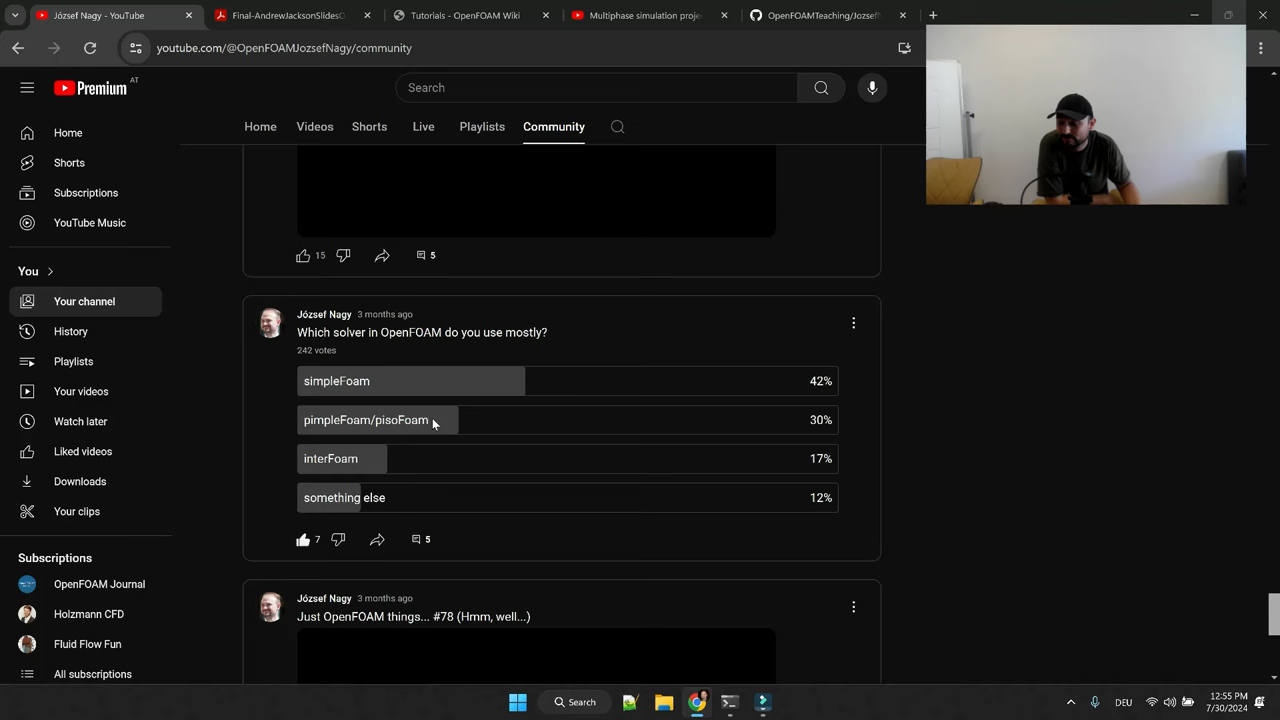 József Nagy - YouTube
Final-AndrewJacksonSlidesO
Tutorials - OpenFOAM Wiki
Multiphase simulation proje
OpenFOAMTeaching/Jozsef
youtube.com/@OpenFOAMJozsefNagy/community
Premium AT
Search
Home
Videos
Shorts
Live
Playlists
Community
Home
Shorts
Subscriptions
YouTube Music
You
Your channel
History
Playlists
Your videos
Watch later
Liked videos
Downloads
Your clips
Subscriptions
OpenFOAM Journal
Holzmann CFD
Fluid Flow Fun
All subscriptions
15
5
József Nagy 3 months ago
Which solver in OpenFOAM do you use mostly?
242 votes
simpleFoam 42%
pimpleFoam/pisoFoam 30%
interFoam 17%
something else 12%
7
5
József Nagy 3 months ago
Just OpenFOAM things... #78 (Hmm, well...)
Search
DEU
12:55 PM
7/30/2024